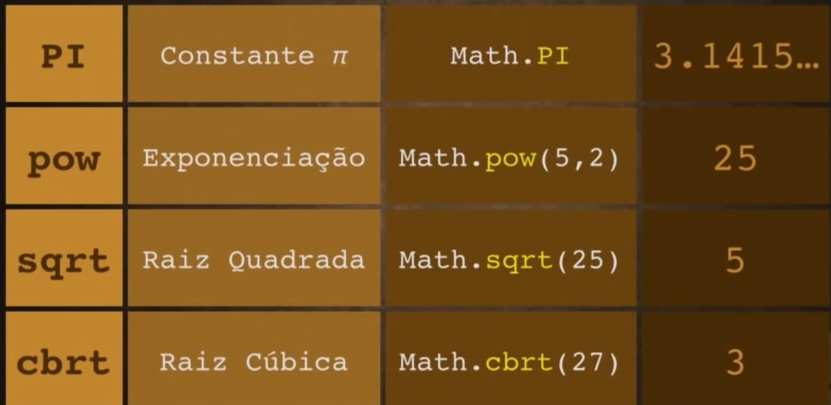 PI Constante π Math.PI 3.1415…
pow Exponenciação Math.pow(5,2) 25
sqrt Raiz Quadrada Math.sqrt(25) 5
cbrt Raiz Cúbica Math.cbrt(27) 3